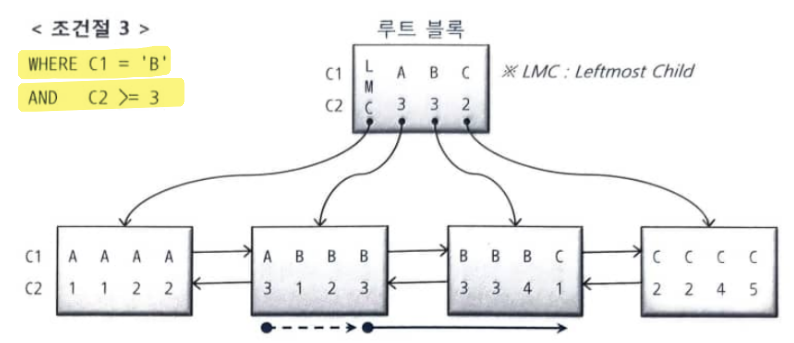 < 조건절 3 >
WHERE C1 = 'B'
AND C2 >= 3
루트 블록
C1 L M C A B C
C2 3 3 2
※ LMC : Leftmost Child
C1 A A A A A B B B B B B C C C C C
C2 1 1 2 2 3 1 2 3 3 3 4 1 2 2 4 5